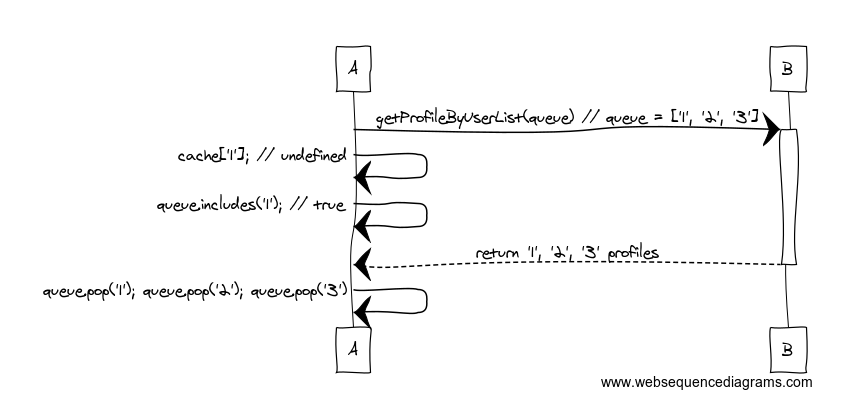 A
B
getProfileByUserList(queue) // queue = ['1', '2', '3']
cache['1']; // undefined
queue.includes('1'); // true
return '1', '2', '3' profiles
queue.pop('1'); queue.pop('2'); queue.pop('3')
A
B
www.websequencediagrams.com